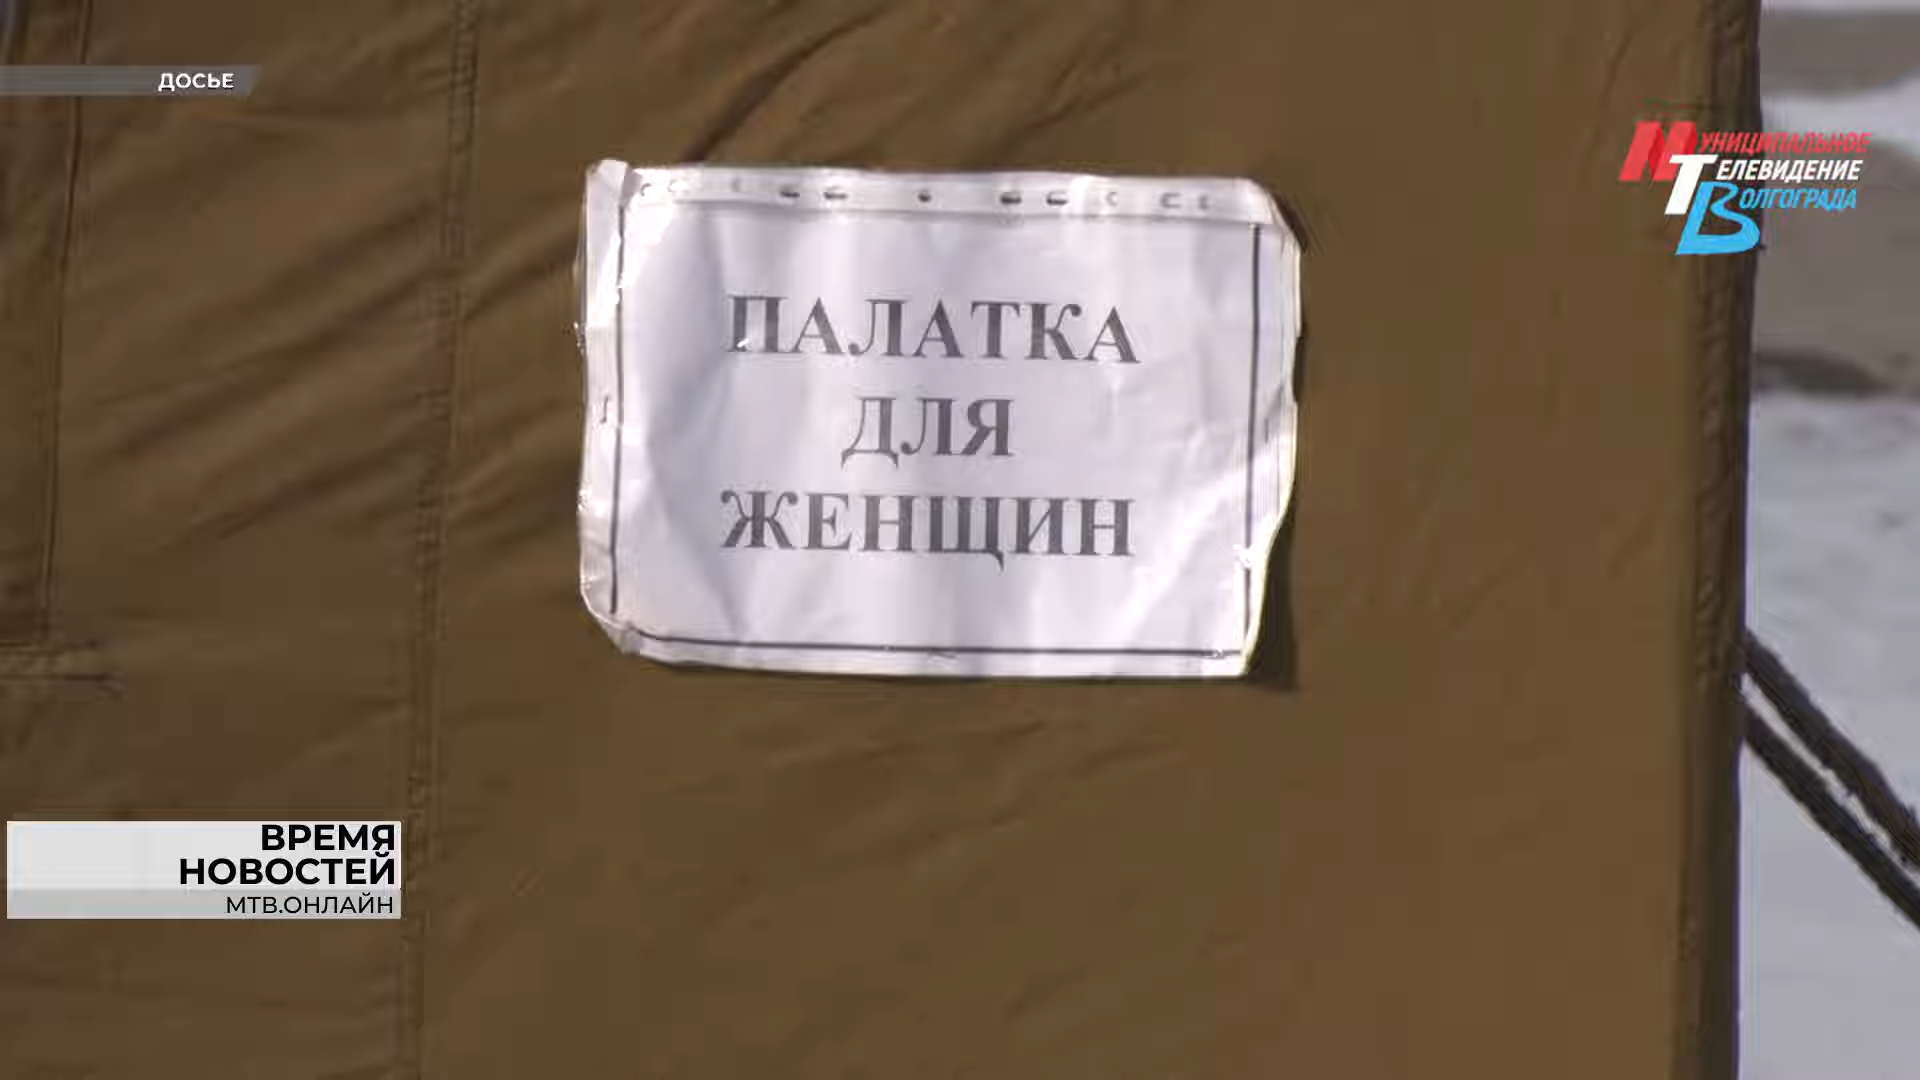 ДОСЬЕ
МУНИЦИПАЛЬНОЕ
ТЕЛЕВИДЕНИЕ
ВОЛГОГРАДА
ПАЛАТКА
ДЛЯ
ЖЕНЩИН
ВРЕМЯ
НОВОСТЕЙ
МТВ.ОНЛАЙН